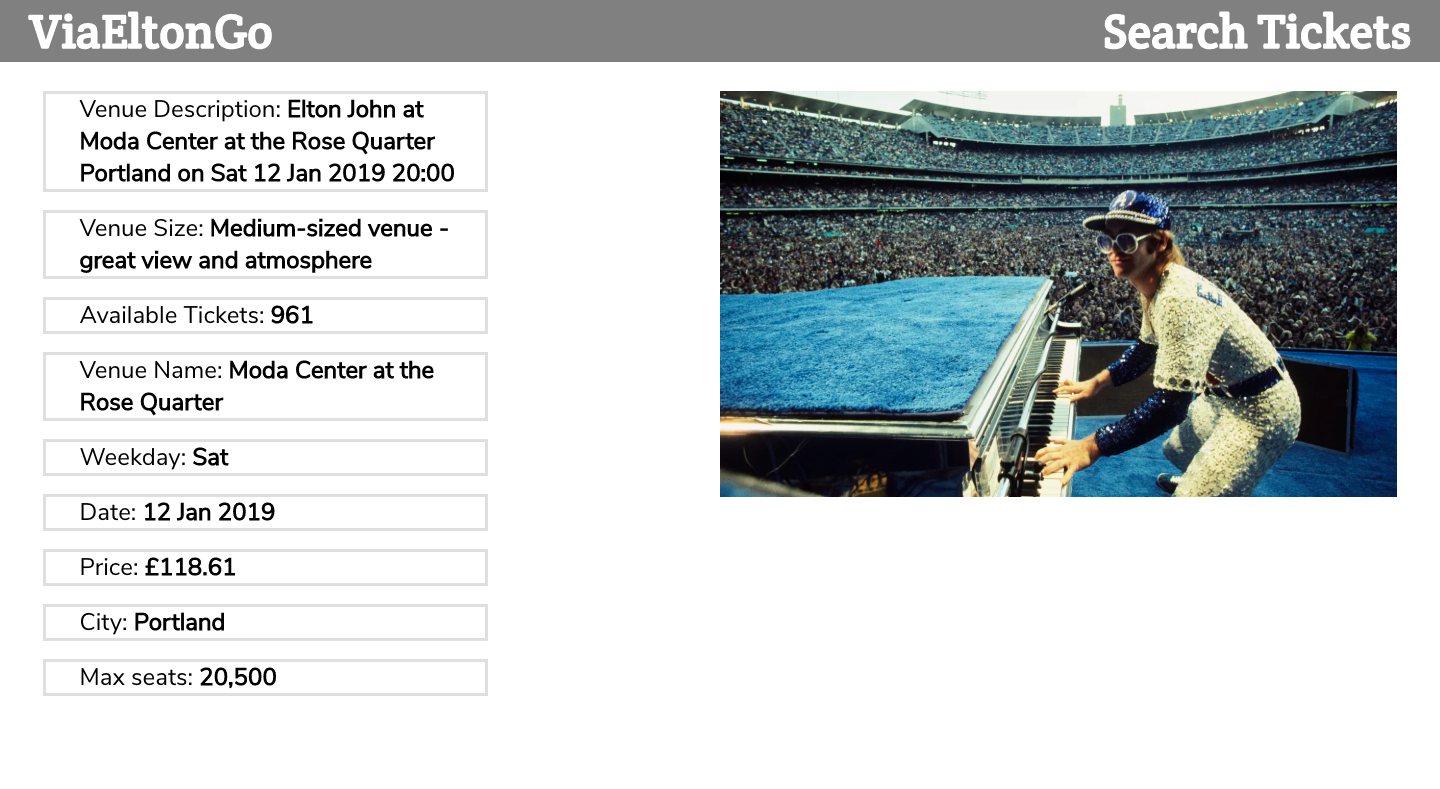 ViaEltonGo
Search Tickets
Venue Description: Elton John at
Moda Center at the Rose Quarter
Portland on Sat 12 Jan 2019 20:00
Venue Size: Medium-sized venue -
great view and atmosphere
Available Tickets: 961
Venue Name: Moda Center at the
Rose Quarter
Weekday: Sat
Date: 12 Jan 2019
Price: £118.61
City: Portland
Max seats: 20,500